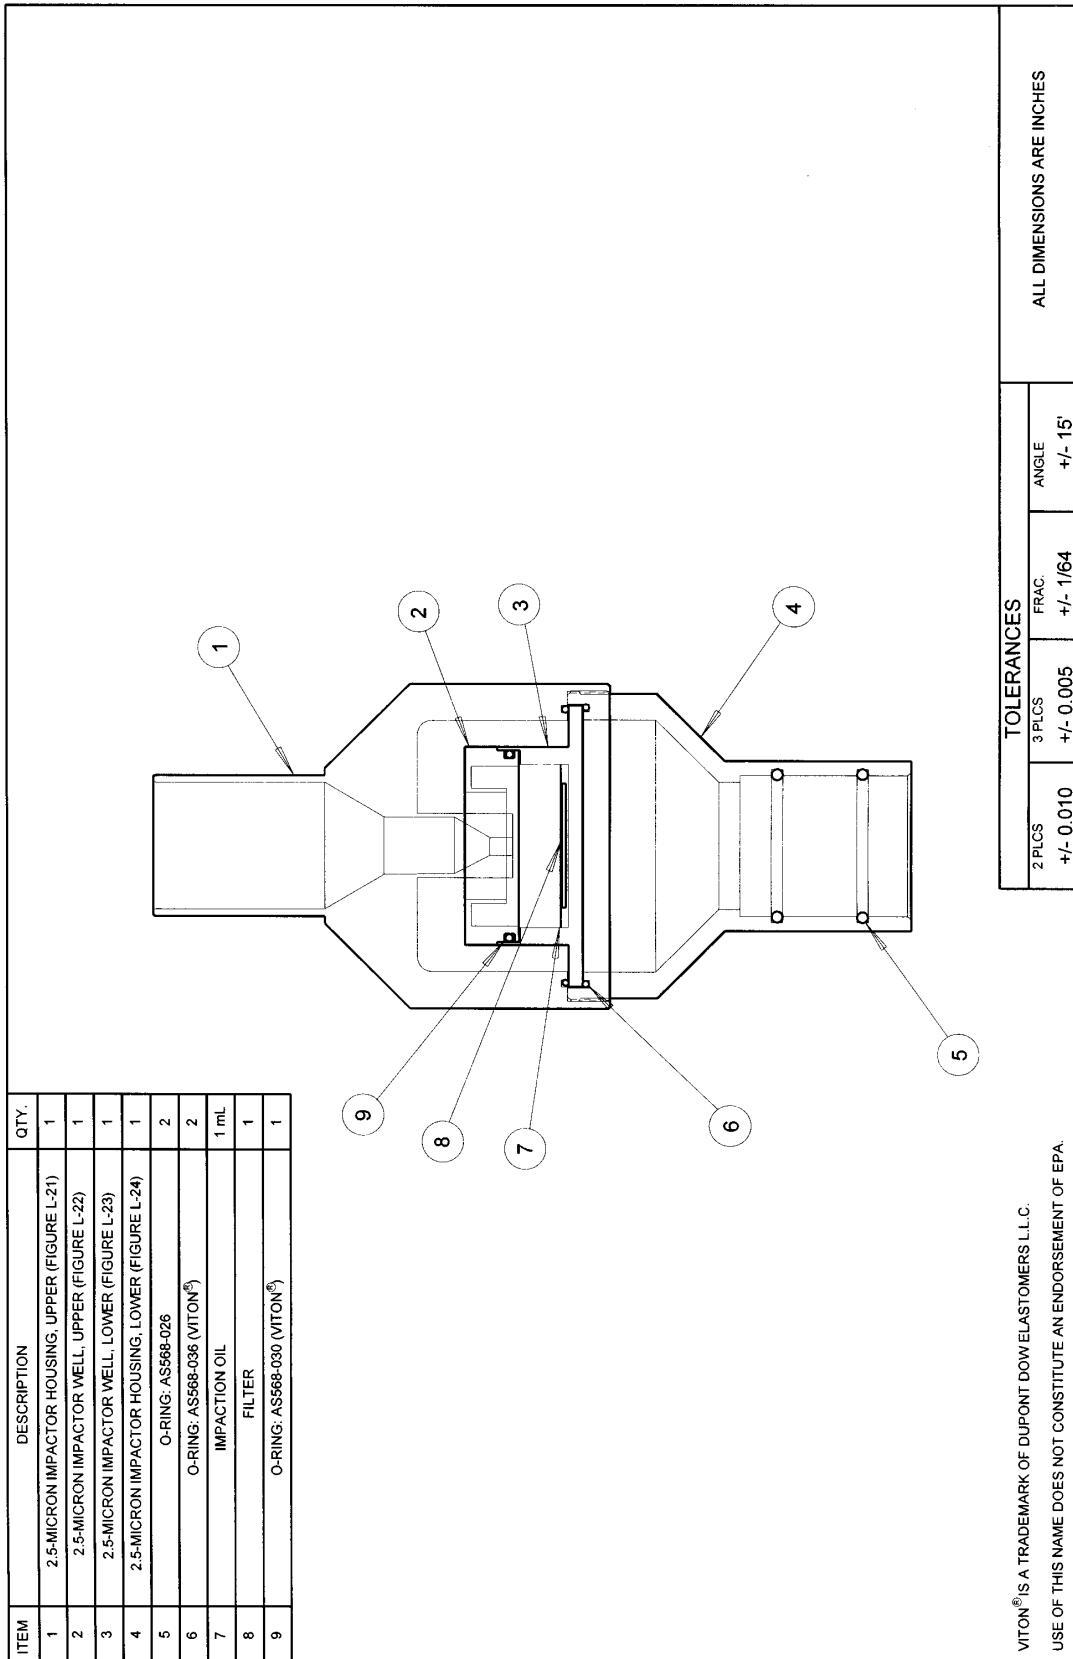 ITEM DESCRIPTION QTY.
1 2.5-MICRON IMPACTOR HOUSING, UPPER (FIGURE L-21) 1
2 2.5-MICRON IMPACTOR WELL, UPPER (FIGURE L-22) 1
3 2.5-MICRON IMPACTOR WELL, LOWER (FIGURE L-23) 1
4 2.5-MICRON IMPACTOR HOUSING, LOWER (FIGURE L-24) 1
5 O-RING: AS568-026 2
6 O-RING: AS568-036 (VITON®) 2
7 IMPACTION OIL 1 mL
8 FILTER 1
9 O-RING: AS568-030 (VITON®) 1
1
2
3
4
5
6
7
8
9
VITON® IS A TRADEMARK OF DUPONT DOW ELASTOMERS L.L.C.
USE OF THIS NAME DOES NOT CONSTITUTE AN ENDORSEMENT OF EPA.
TOLERANCES
2 PLCS 3 PLCS FRAC. ANGLE
+/- 0.010 +/- 0.005 +/- 1/64 +/- 15'
ALL DIMENSIONS ARE INCHES